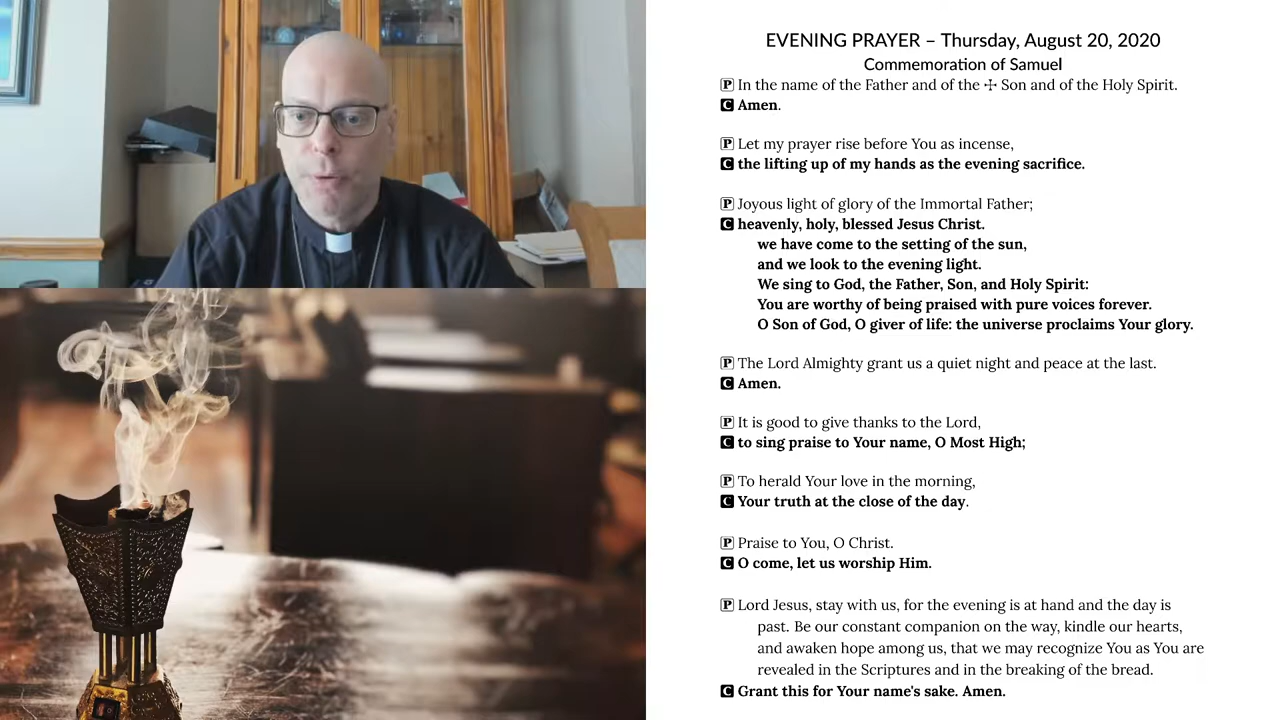 EVENING PRAYER – Thursday, August 20, 2020
Commemoration of Samuel
P In the name of the Father and of the ☩ Son and of the Holy Spirit.
C Amen.
P Let my prayer rise before You as incense,
C the lifting up of my hands as the evening sacrifice.
P Joyous light of glory of the Immortal Father;
C heavenly, holy, blessed Jesus Christ.
we have come to the setting of the sun,
and we look to the evening light.
We sing to God, the Father, Son, and Holy Spirit:
You are worthy of being praised with pure voices forever.
O Son of God, O giver of life: the universe proclaims Your glory.
P The Lord Almighty grant us a quiet night and peace at the last.
C Amen.
P It is good to give thanks to the Lord,
C to sing praise to Your name, O Most High;
P To herald Your love in the morning,
C Your truth at the close of the day.
P Praise to You, O Christ.
C O come, let us worship Him.
P Lord Jesus, stay with us, for the evening is at hand and the day is
past. Be our constant companion on the way, kindle our hearts,
and awaken hope among us, that we may recognize You as You are
revealed in the Scriptures and in the breaking of the bread.
C Grant this for Your name's sake. Amen.